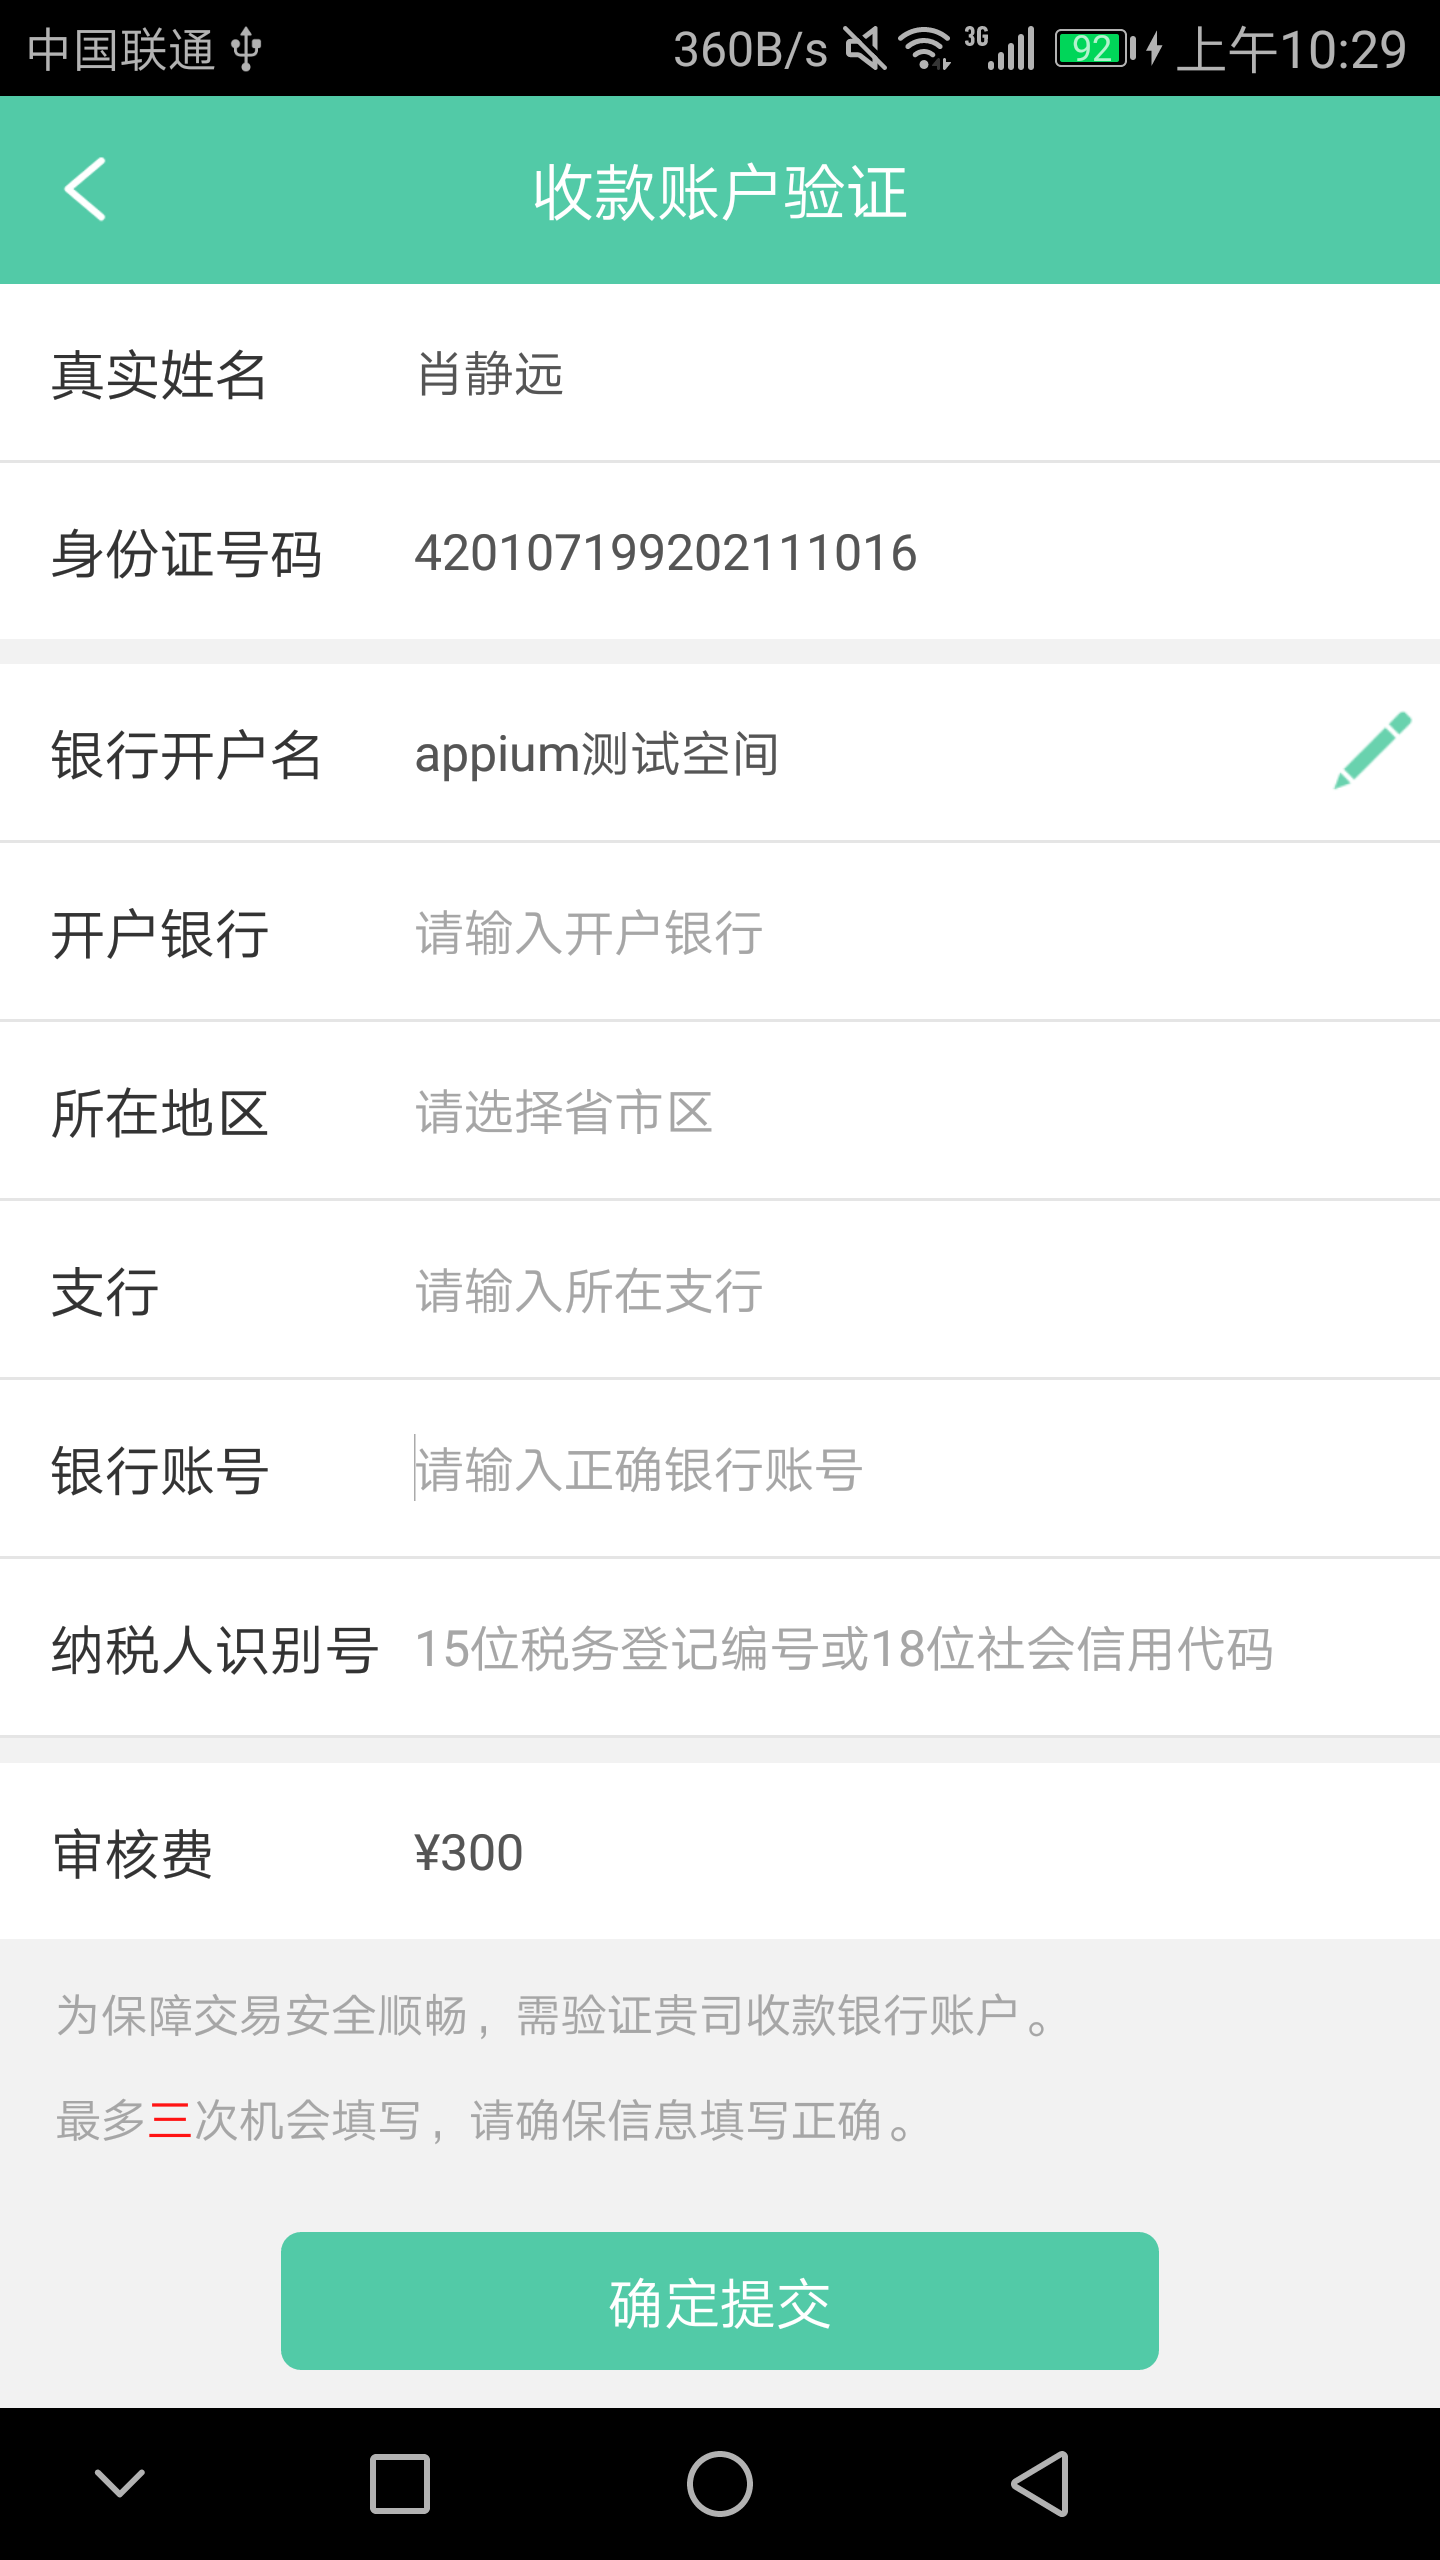 中国联通 360B/s 3G 92 上午10:29
收款账户验证
真实姓名 肖静远
身份证号码 420107199202111016
银行开户名 appium测试空间
开户银行 请输入开户银行
所在地区 请选择省市区
支行 请输入所在支行
银行账号 请输入正确银行账号
纳税人识别号 15位税务登记编号或18位社会信用代码
审核费 ¥300
为保障交易安全顺畅，需验证贵司收款银行账户。
最多三次机会填写，请确保信息填写正确。
确定提交